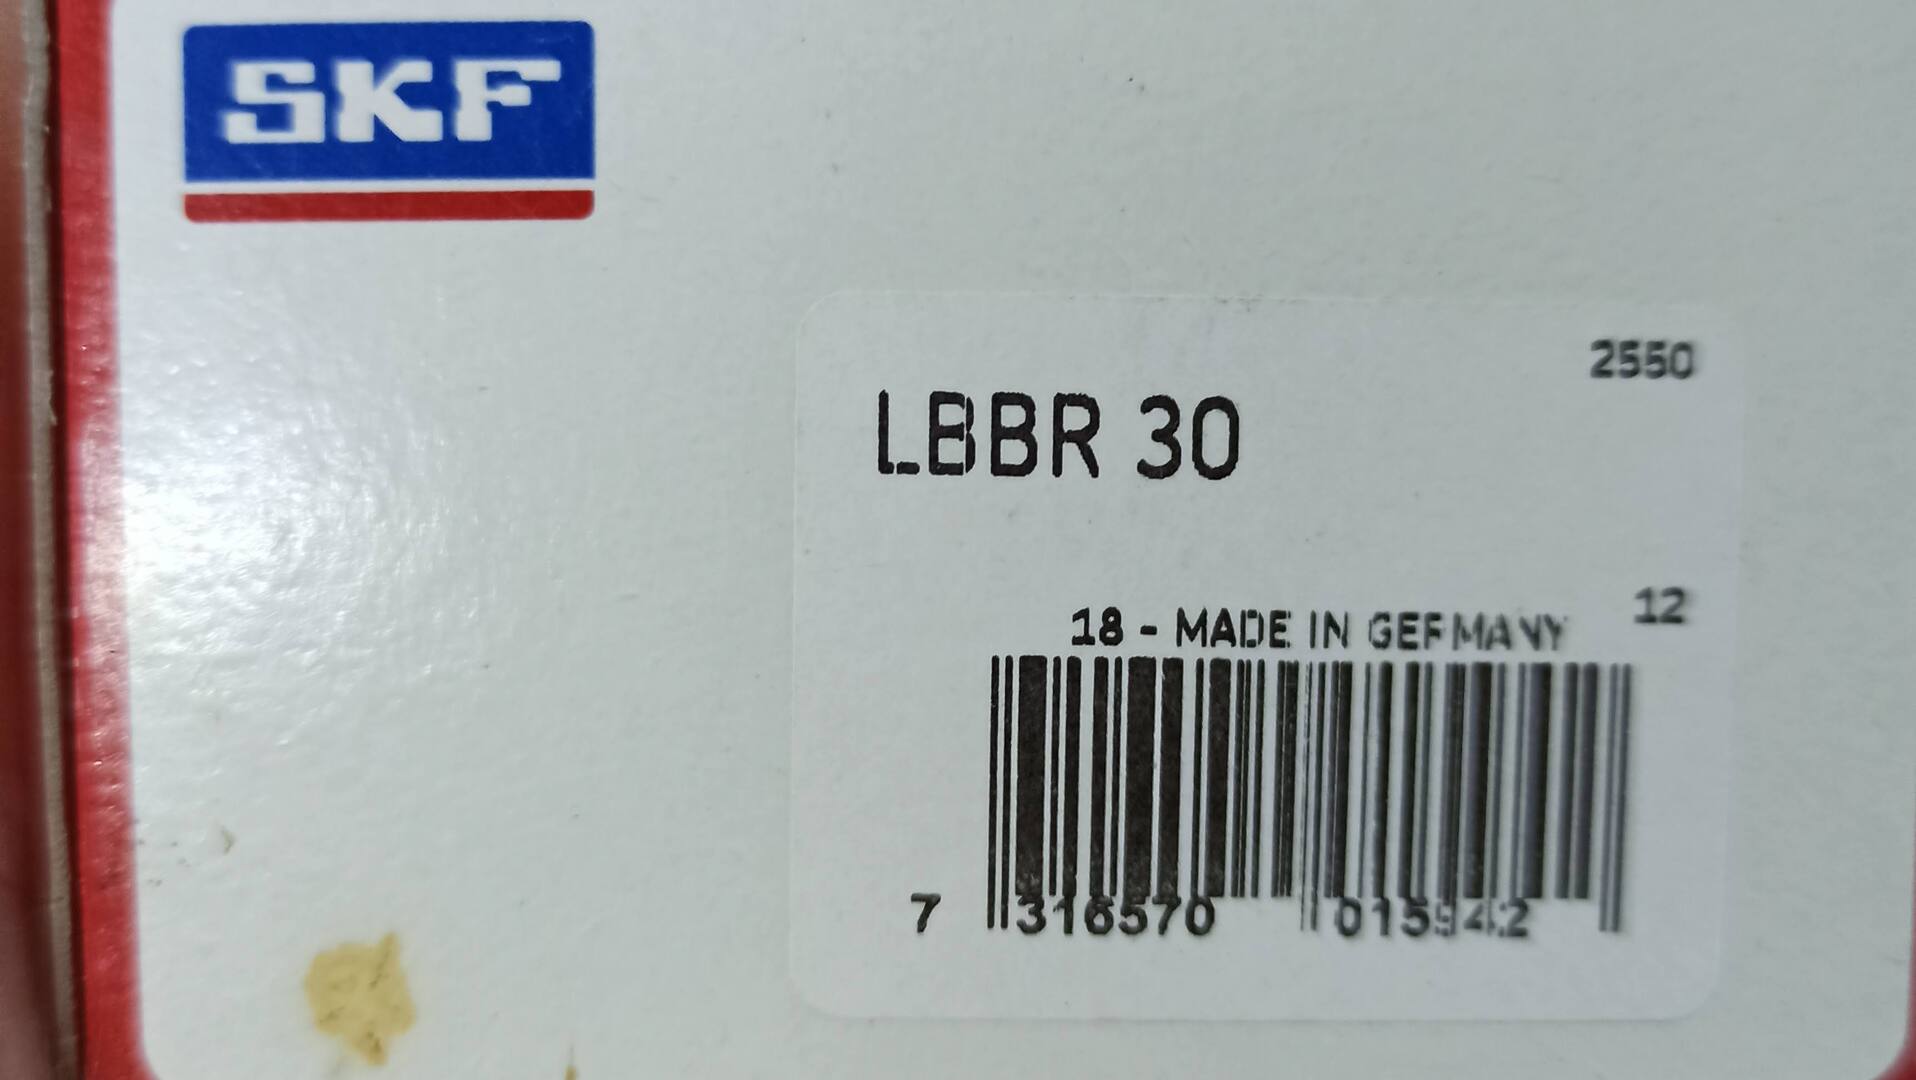 SKF
2550
LBBR 30
12
18 - MADE IN GERMANY
7 316570 015942